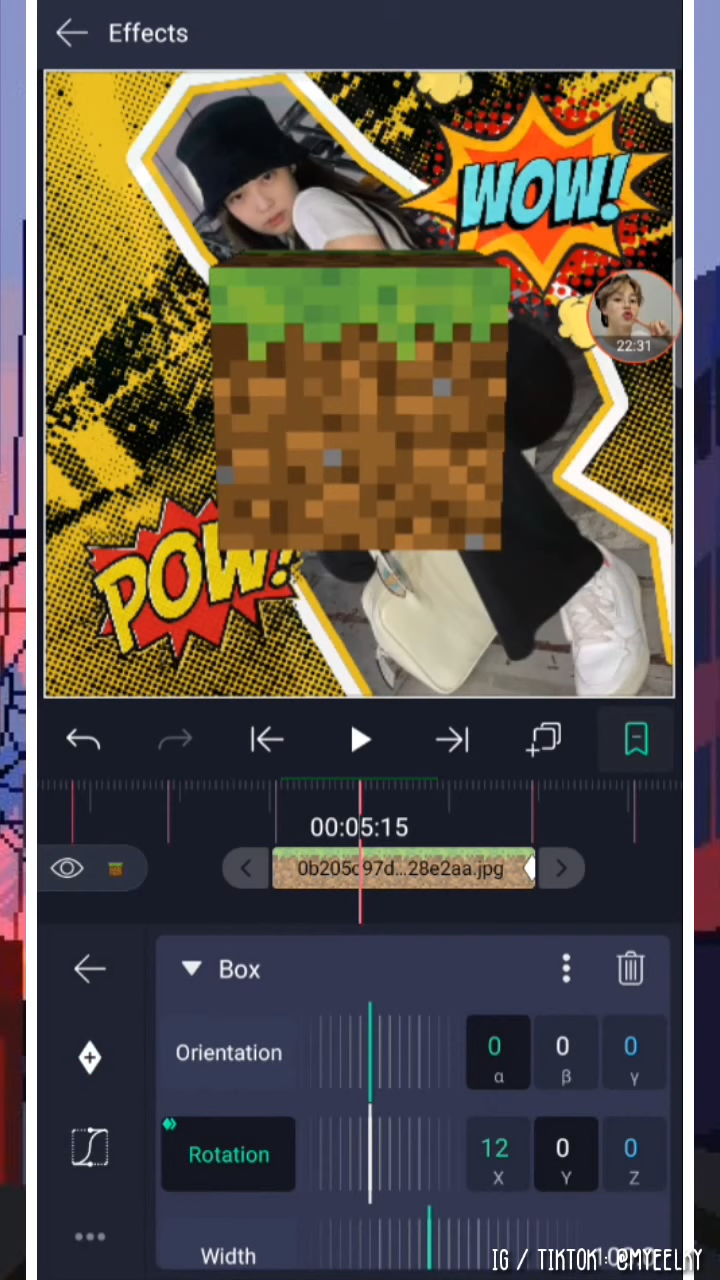 Effects
WOW!
22:31
POW!
00:05:15
0b205c97d...28e2aa.jpg
Box
Orientation
0
0
0
α
β
γ
Rotation
12
0
0
X
Y
Z
Width
IG / TIKTOK: @MYEELKY